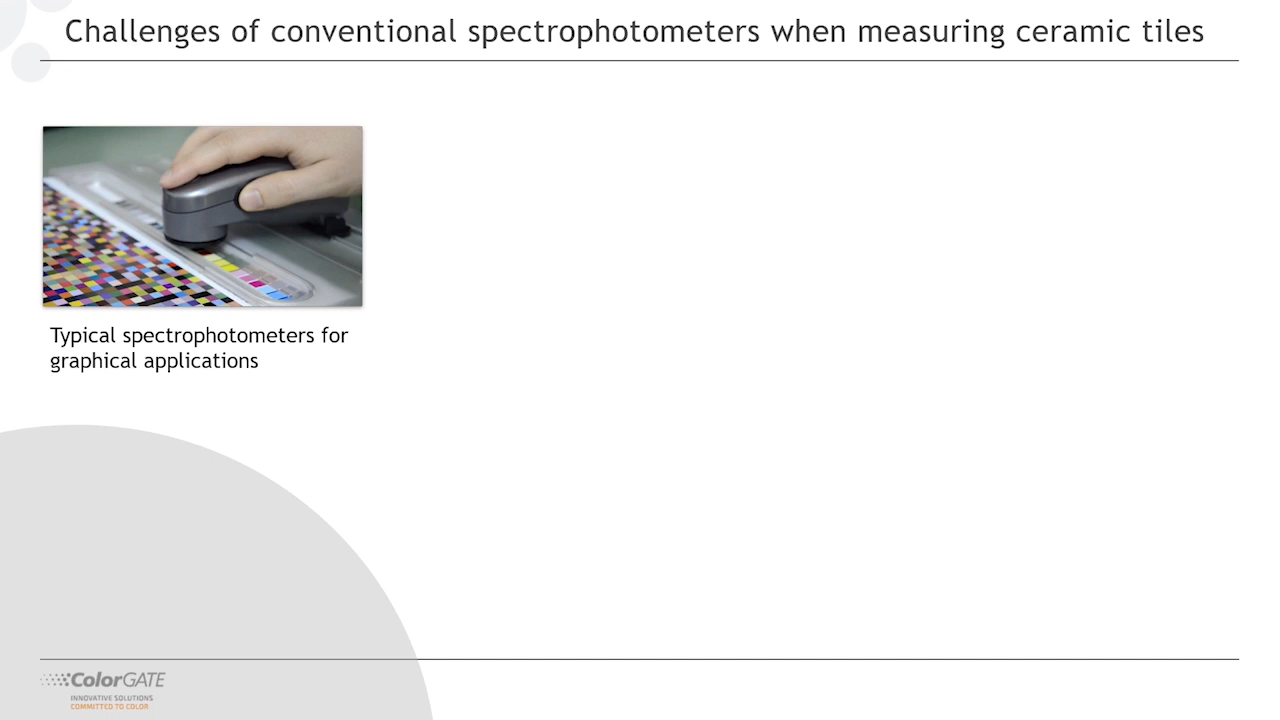 Challenges of conventional spectrophotometers when measuring ceramic tiles
Typical spectrophotometers for
graphical applications
ColorGATE
INNOVATIVE SOLUTIONS
COMMITTED TO COLOR